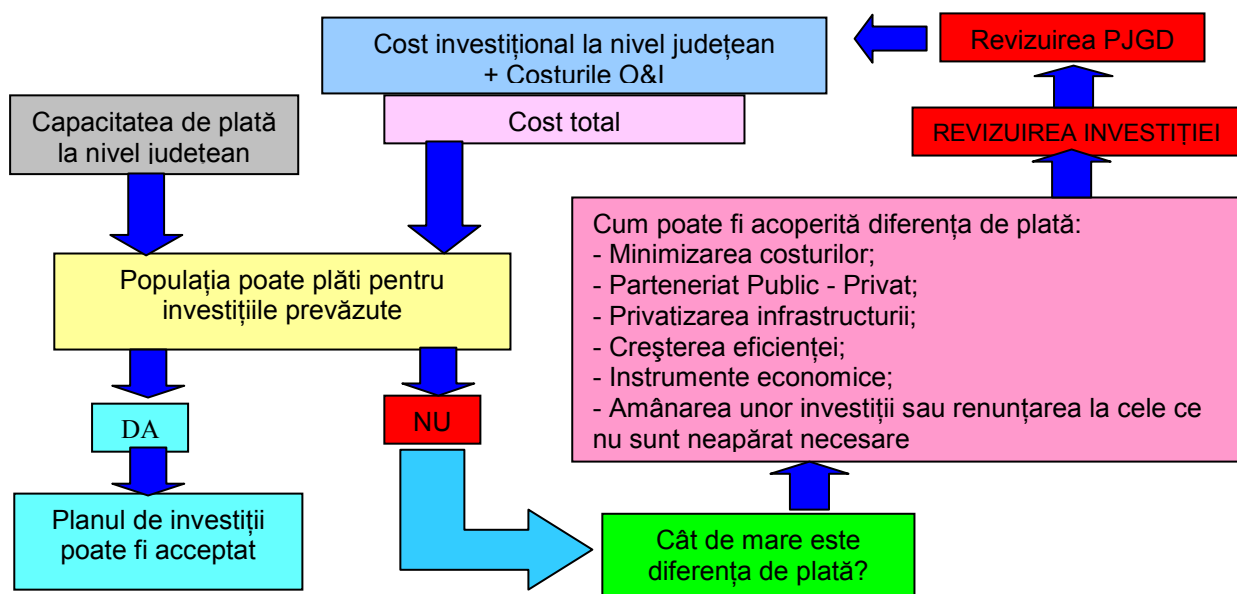 Cost investițional la nivel județean
+ Costurile O&I
Cost total
Revizuirea PJGD
REVIZUIREA INVESTIȚIEI
Capacitatea de plată
la nivel județean
Populația poate plăti pentru
investițiile prevăzute
DA
NU
Planul de investiții
poate fi acceptat
Cât de mare este
diferența de plată?
Cum poate fi acoperită diferența de plată:
- Minimizarea costurilor;
- Parteneriat Public - Privat;
- Privatizarea infrastructurii;
- Creşterea eficienței;
- Instrumente economice;
- Amânarea unor investiții sau renunțarea la cele ce
nu sunt neapărat necesare